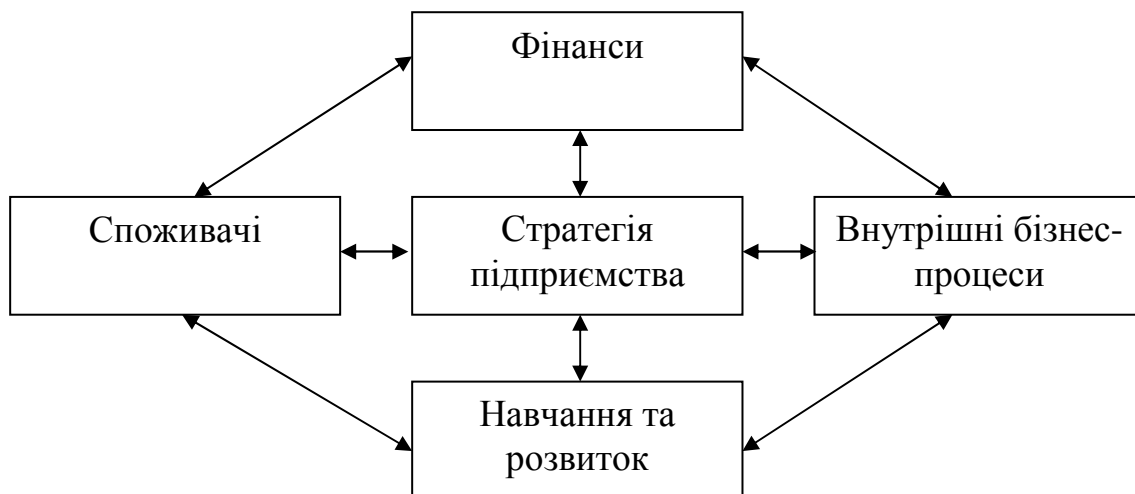 Фінанси
Споживачі
Стратегія
підприємства
Внутрішні бізнес-
процеси
Навчання та
розвиток